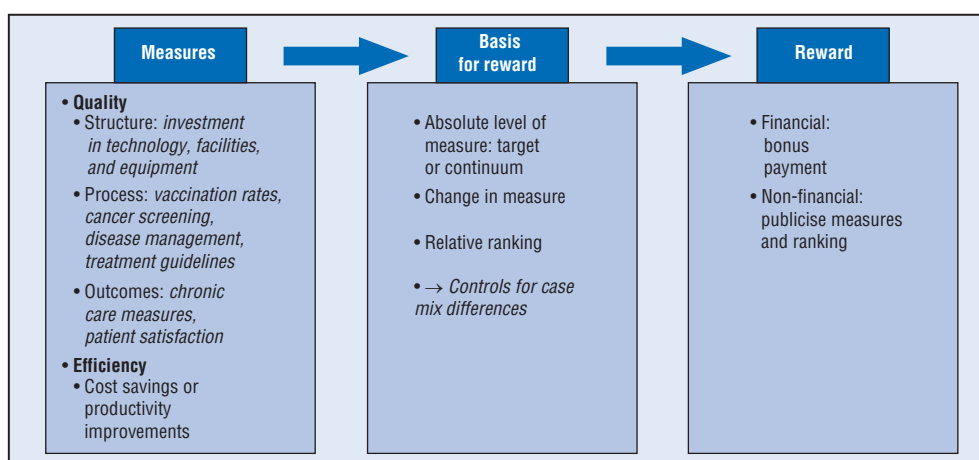 Measures
Basis
for reward
Reward
• Quality
• Structure: investment
in technology, facilities,
and equipment
• Process: vaccination rates,
cancer screening,
disease management,
treatment guidelines
• Outcomes: chronic
care measures,
patient satisfaction
• Efficiency
• Cost savings or
productivity
improvements
• Absolute level of
measure: target
or continuum
• Change in measure
• Relative ranking
• → Controls for case
mix differences
• Financial:
bonus
payment
• Non-financial:
publicise measures
and ranking